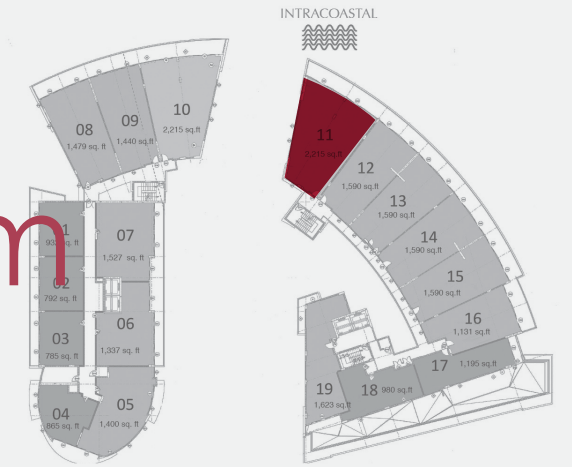 INTRACOASTAL
08
1,479 sq. ft
09
1,440 sq. ft
10
2,215 sq.ft
07
1,527 sq. ft
02
792 sq. ft
03
785 sq. ft
06
1,337 sq. ft
04
865 sq.ft
05
1,400 sq.ft
m
11
2,215 sq.ft
12
1,590 sq.ft
13
1,590 sq.ft
14
1,590 sq.ft
15
1,590 sq.ft
16
1,131 sq.ft
17
1,195 sq.ft
18
980 sq.ft
19
1,623 sq.ft